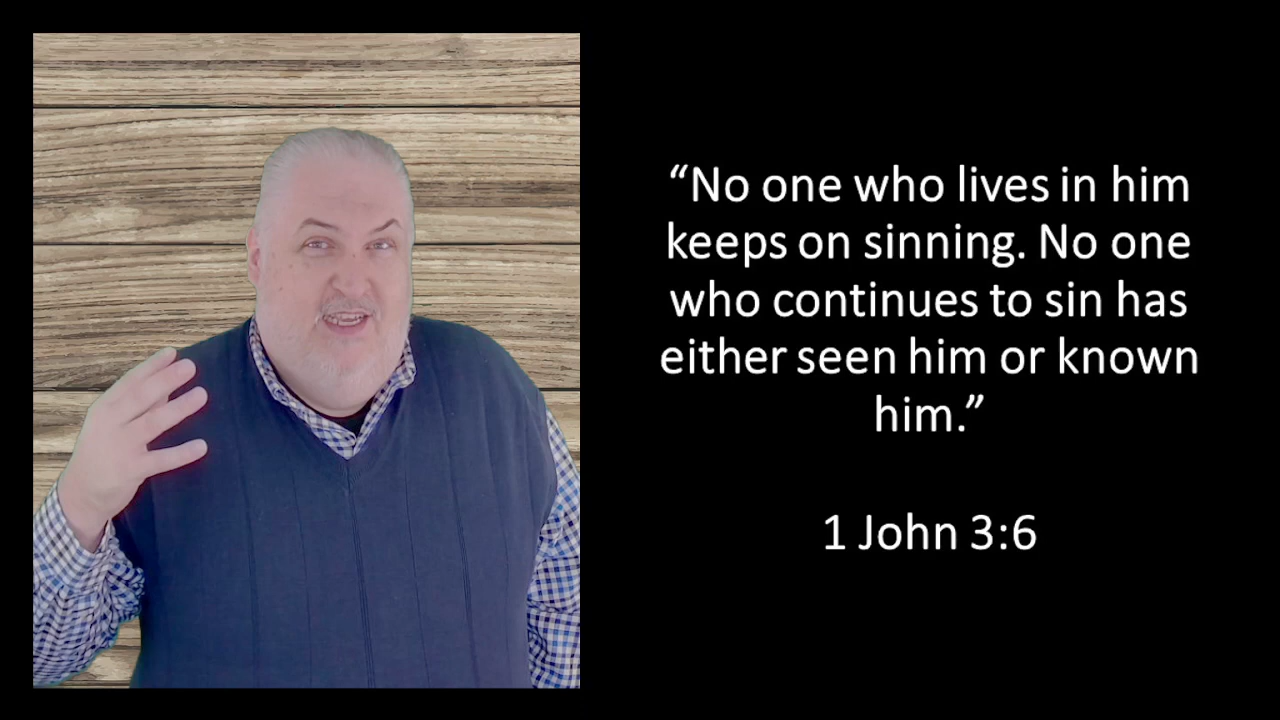 “No one who lives in him
keeps on sinning. No one
who continues to sin has
either seen him or known
him.”
1 John 3:6